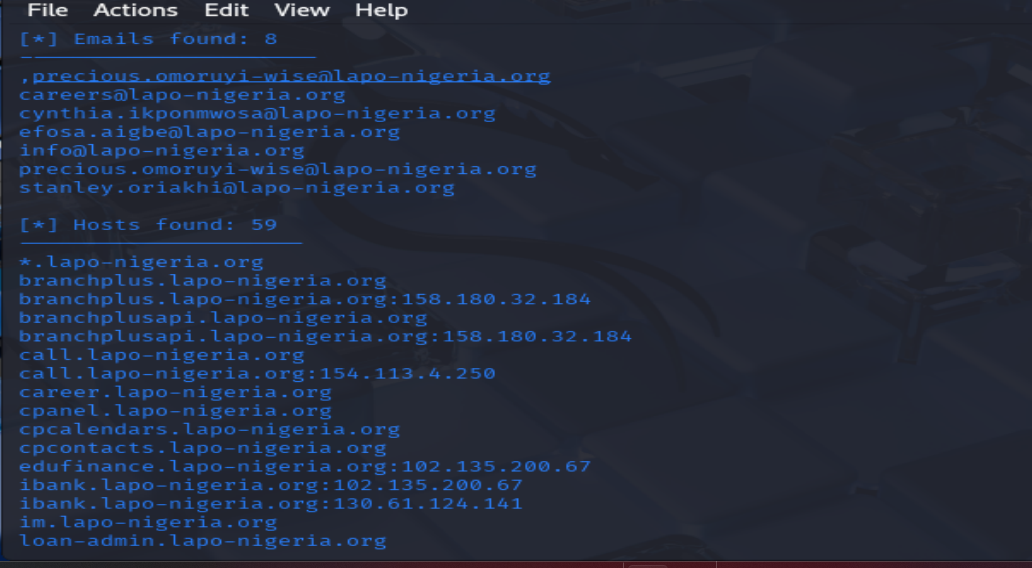 File Actions Edit View Help
[*] Emails found: 8
,precious.omoruyi-wise@lapo-nigeria.org
careers@lapo-nigeria.org
cynthia.ikponmwosa@lapo-nigeria.org
efosa.aigbe@lapo-nigeria.org
info@lapo-nigeria.org
precious.omoruyi-wise@lapo-nigeria.org
stanley.oriakhi@lapo-nigeria.org
[*] Hosts found: 59
*.lapo-nigeria.org
branchplus.lapo-nigeria.org
branchplus.lapo-nigeria.org:158.180.32.184
branchplusapi.lapo-nigeria.org
branchplusapi.lapo-nigeria.org:158.180.32.184
call.lapo-nigeria.org
call.lapo-nigeria.org:154.113.4.250
career.lapo-nigeria.org
cpanel.lapo-nigeria.org
cpcalendars.lapo-nigeria.org
cpcontacts.lapo-nigeria.org
edufinance.lapo-nigeria.org:102.135.200.67
ibank.lapo-nigeria.org:102.135.200.67
ibank.lapo-nigeria.org:130.61.124.141
im.lapo-nigeria.org
loan-admin.lapo-nigeria.org